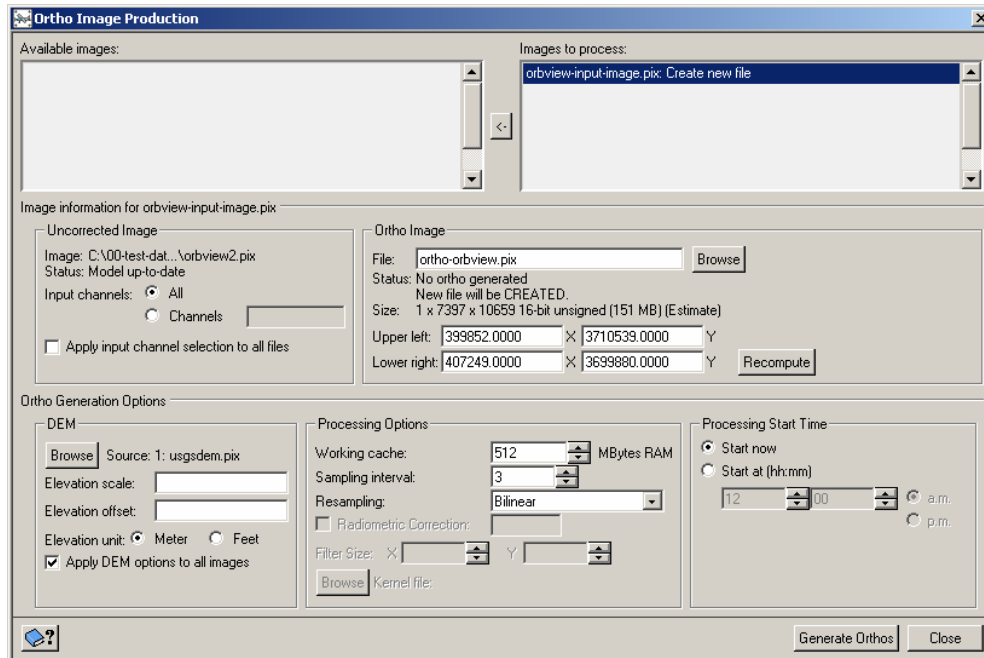 Ortho Image Production
Available images:
Images to process:
orbview-input-image.pix: Create new file
<-
Image information for orbview-input-image.pix
Uncorrected Image
Image: C:\00-test-dat...\orbview2.pix
Status: Model up-to-date
Input channels: All
Channels
Apply input channel selection to all files
Ortho Image
File: ortho-orbview.pix Browse
Status: No ortho generated
New file will be CREATED.
Size: 1 x 7397 x 10659 16-bit unsigned (151 MB) (Estimate)
Upper left: 399852.0000 X 3710539.0000 Y
Lower right: 407249.0000 X 3699880.0000 Y Recompute
Ortho Generation Options
DEM
Browse Source: 1: usgsdem.pix
Elevation scale:
Elevation offset:
Elevation unit: Meter Feet
Apply DEM options to all images
Processing Options
Working cache: 512 MBytes RAM
Sampling interval: 3
Resampling: Bilinear
Radiometric Correction:
Filter Size: X Y
Browse Kernel file:
Processing Start Time
Start now
Start at (hh:mm)
12 :00 a.m.
p.m.
?
Generate Orthos Close